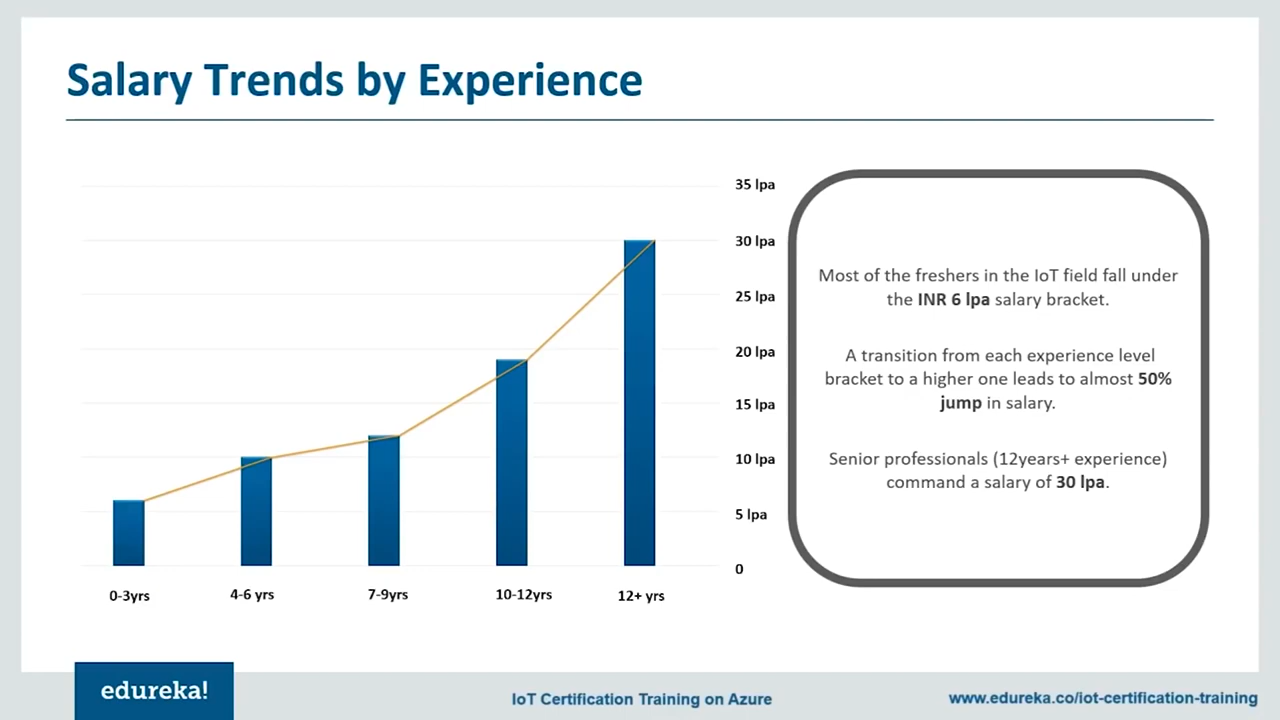 Salary Trends by Experience
35 lpa
30 lpa
25 lpa
20 lpa
15 lpa
10 lpa
5 lpa
0
0-3yrs
4-6 yrs
7-9yrs
10-12yrs
12+ yrs
Most of the freshers in the IoT field fall under
the INR 6 lpa salary bracket.
A transition from each experience level
bracket to a higher one leads to almost 50%
jump in salary.
Senior professionals (12years+ experience)
command a salary of 30 lpa.
edureka!
IoT Certification Training on Azure
www.edureka.co/iot-certification-training